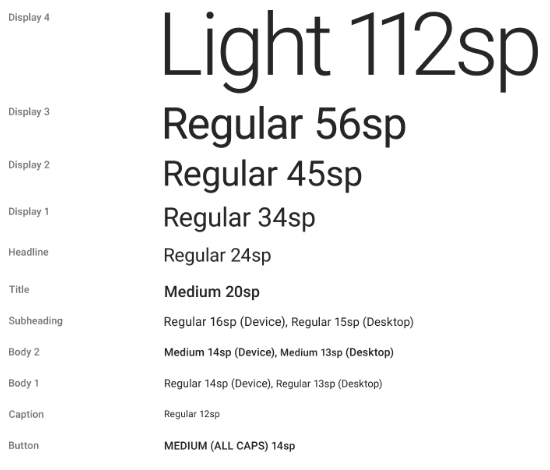 Display 4 Light 112sp
Display 3 Regular 56sp
Display 2 Regular 45sp
Display 1 Regular 34sp
Headline Regular 24sp
Title Medium 20sp
Subheading Regular 16sp (Device), Regular 15sp (Desktop)
Body 2 Medium 14sp (Device), Medium 13sp (Desktop)
Body 1 Regular 14sp (Device), Regular 13sp (Desktop)
Caption Regular 12sp
Button MEDIUM (ALL CAPS) 14sp